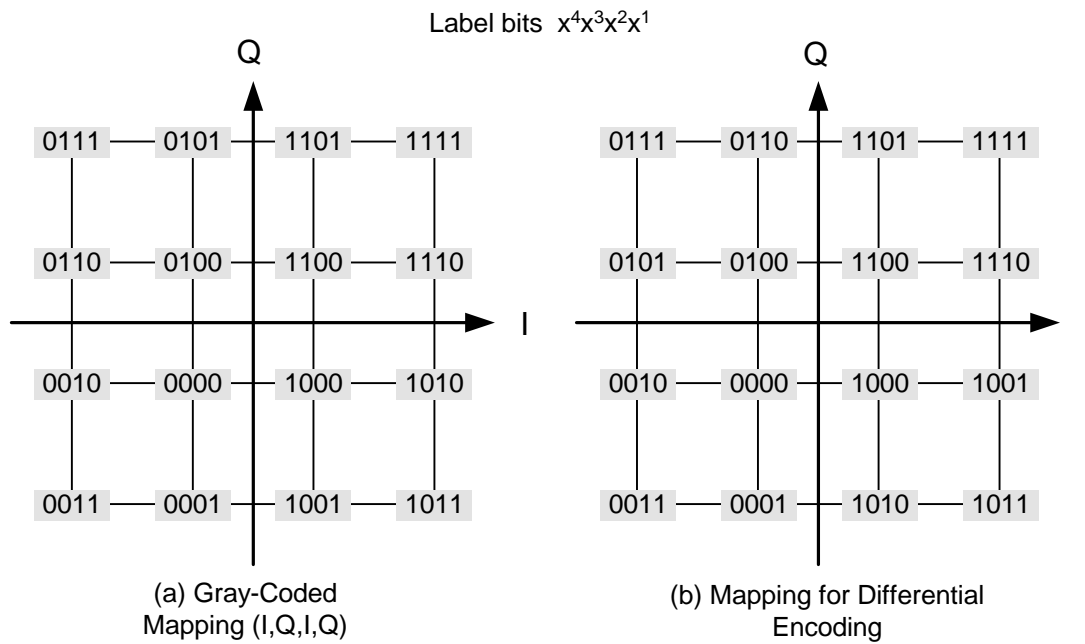 Label bits x⁴x³x²x¹
Q Q
0111 0101 1101 1111 0111 0110 1101 1111
0110 0100 1100 1110 0101 0100 1100 1110
I
0010 0000 1000 1010 0010 0000 1000 1001
0011 0001 1001 1011 0011 0001 1010 1011
(a) Gray-Coded
Mapping (I,Q,I,Q)
(b) Mapping for Differential
Encoding